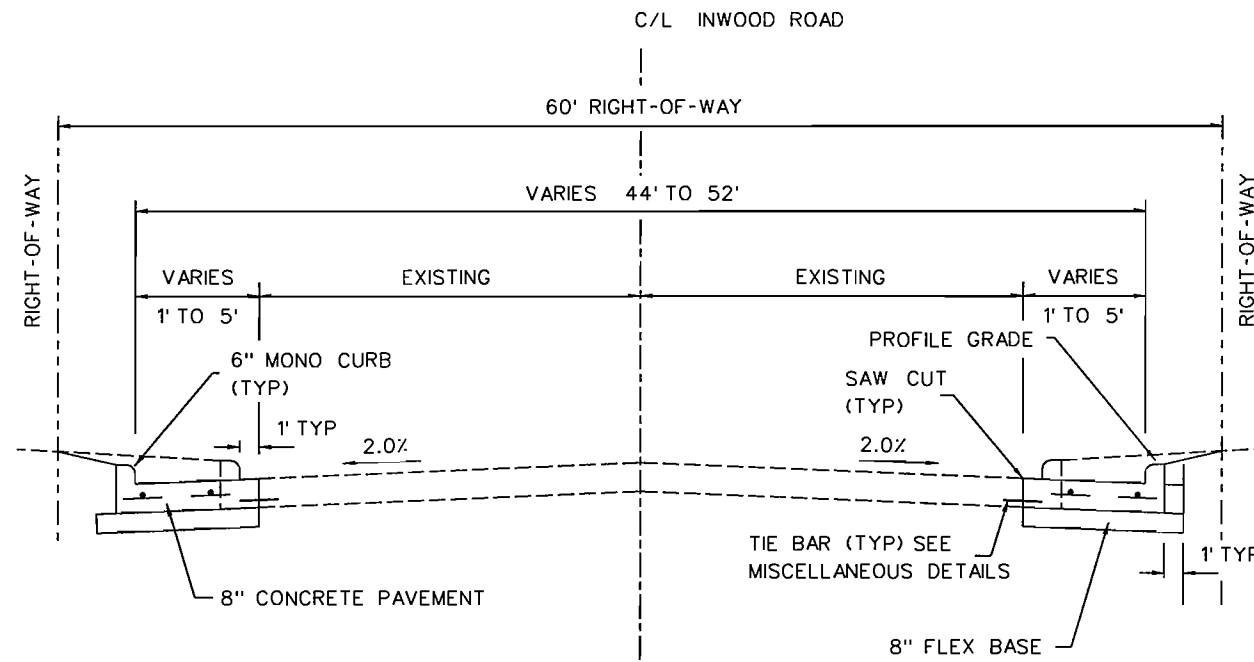 C/L INWOOD ROAD
60' RIGHT-OF-WAY
RIGHT-OF-WAY
RIGHT-OF-WAY
VARIES 44' TO 52'
VARIES
1' TO 5'
EXISTING
EXISTING
VARIES
1' TO 5'
6" MONO CURB
(TYP)
PROFILE GRADE
SAW CUT
(TYP)
1' TYP
2.0%
2.0%
TIE BAR (TYP) SEE
MISCELLANEOUS DETAILS
1' TYP
8" CONCRETE PAVEMENT
8" FLEX BASE